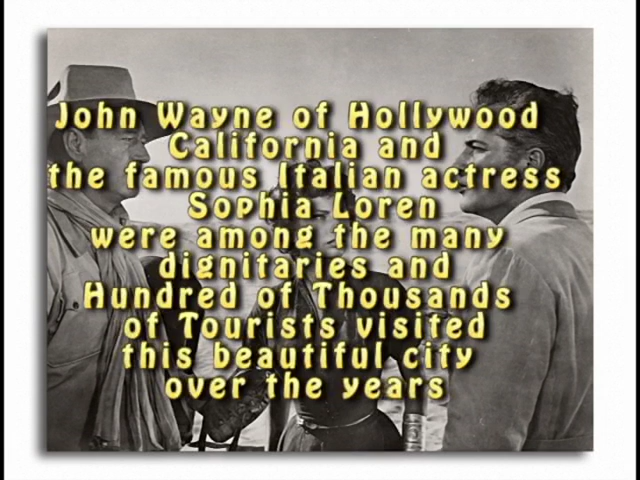 John Wayne of Hollywood
California and
the famous Italian actress
Sophia Loren
were among the many
dignitaries and
Hundred of Thousands
of Tourists visited
this beautiful city
over the years